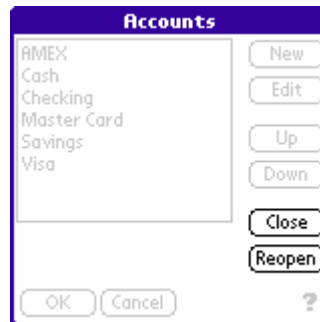 Accounts
AMEX
Cash
Checking
Master Card
Savings
Visa
New
Edit
Up
Down
Close
Reopen
OK
Cancel
?